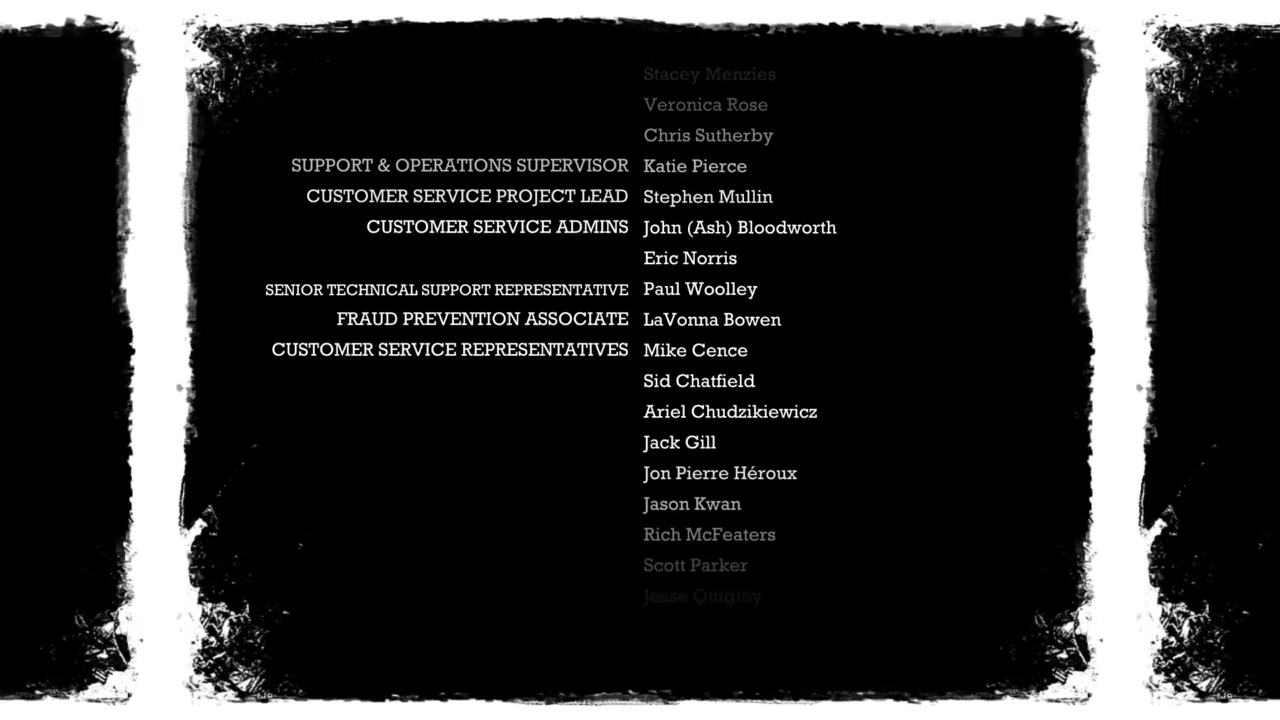 Stacey Menzies
Veronica Rose
Chris Sutherby
SUPPORT & OPERATIONS SUPERVISOR Katie Pierce
CUSTOMER SERVICE PROJECT LEAD Stephen Mullin
CUSTOMER SERVICE ADMINS John (Ash) Bloodworth
Eric Norris
SENIOR TECHNICAL SUPPORT REPRESENTATIVE Paul Woolley
FRAUD PREVENTION ASSOCIATE LaVonna Bowen
CUSTOMER SERVICE REPRESENTATIVES Mike Cence
Sid Chatfield
Ariel Chudzikiewicz
Jack Gill
Jon Pierre Héroux
Jason Kwan
Rich McFeaters
Scott Parker
Jesse Quigley